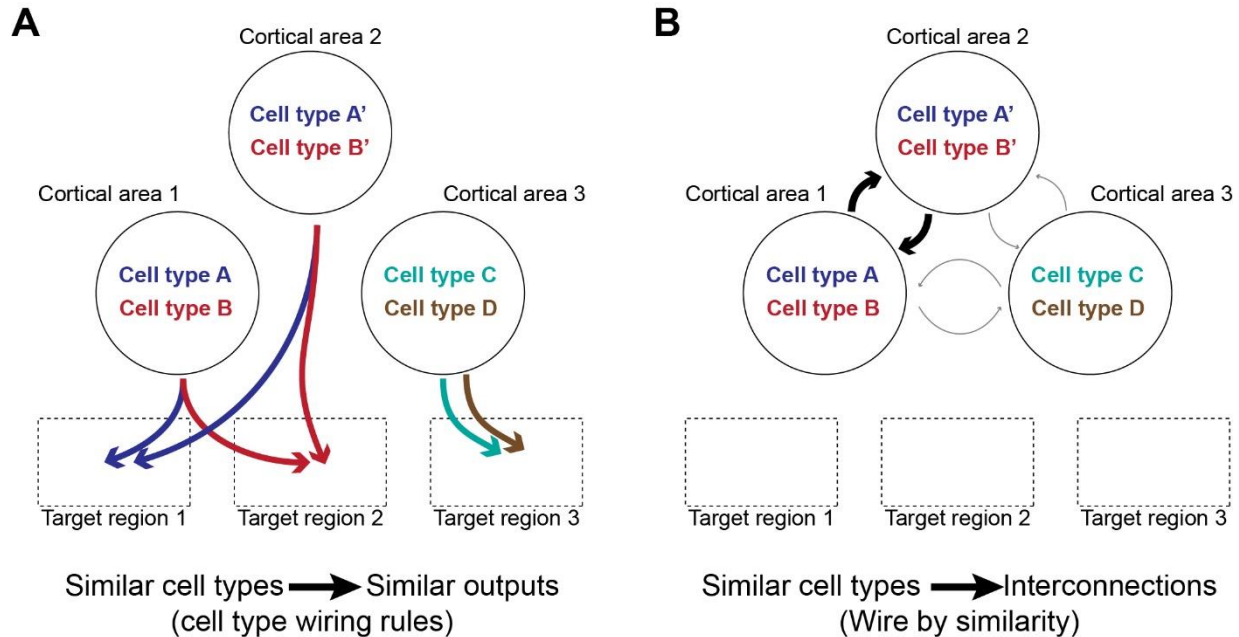 A
Cortical area 2
Cell type A’
Cell type B’
Cortical area 1
Cortical area 3
Cell type A
Cell type B
Cell type C
Cell type D
Target region 1
Target region 2
Target region 3
Similar cell types
Similar outputs
(cell type wiring rules)
B
Cortical area 2
Cell type A’
Cell type B’
Cortical area 1
Cortical area 3
Cell type A
Cell type B
Cell type C
Cell type D
Target region 1
Target region 2
Target region 3
Similar cell types
Interconnections
(Wire by similarity)